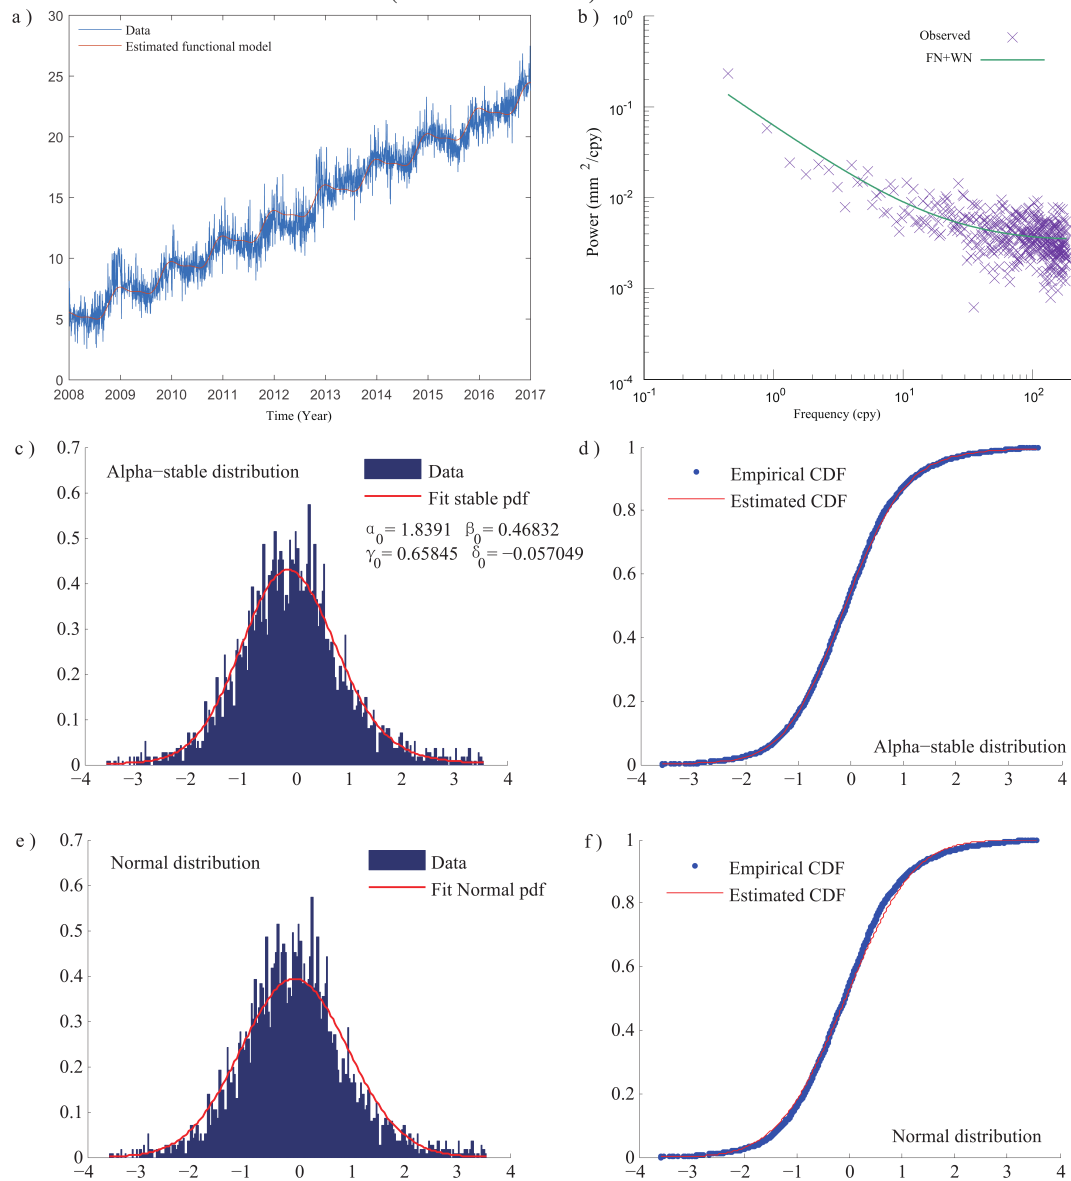 a )
30
25
20
15
10
5
0
Data
Estimated functional model
2008 2009 2010 2011 2012 2013 2014 2015 2016 2017
Time (Year)
b )
10^0
10^-1
10^-2
10^-3
10^-4
Power (mm^2/cpy)
Observed
FN+WN
10^-1 10^0 10^1 10^2
Frequency (cpy)
c )
0.7
0.6
0.5
0.4
0.3
0.2
0.1
0
Alpha−stable distribution
Data
Fit stable pdf
α_0= 1.8391 β_0= 0.46832
γ_0= 0.65845 δ_0= −0.057049
−4 −3 −2 −1 0 1 2 3 4
d )
1
0.8
0.6
0.4
0.2
0
Empirical CDF
Estimated CDF
Alpha−stable distribution
−4 −3 −2 −1 0 1 2 3 4
e )
0.7
0.6
0.5
0.4
0.3
0.2
0.1
0
Normal distribution
Data
Fit Normal pdf
−4 −3 −2 −1 0 1 2 3 4
f )
1
0.8
0.6
0.4
0.2
0
Empirical CDF
Estimated CDF
Normal distribution
−4 −3 −2 −1 0 1 2 3 4